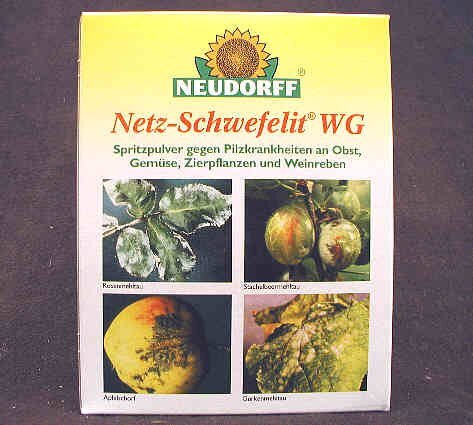 NEUDORFF®
Netz-Schwefelit® WG
Spritzpulver gegen Pilzkrankheiten an Obst,
Gemüse, Zierpflanzen und Weinreben
Rosenmehltau
Stachelbeermehltau
Apfelschorf
Gurkenmehltau